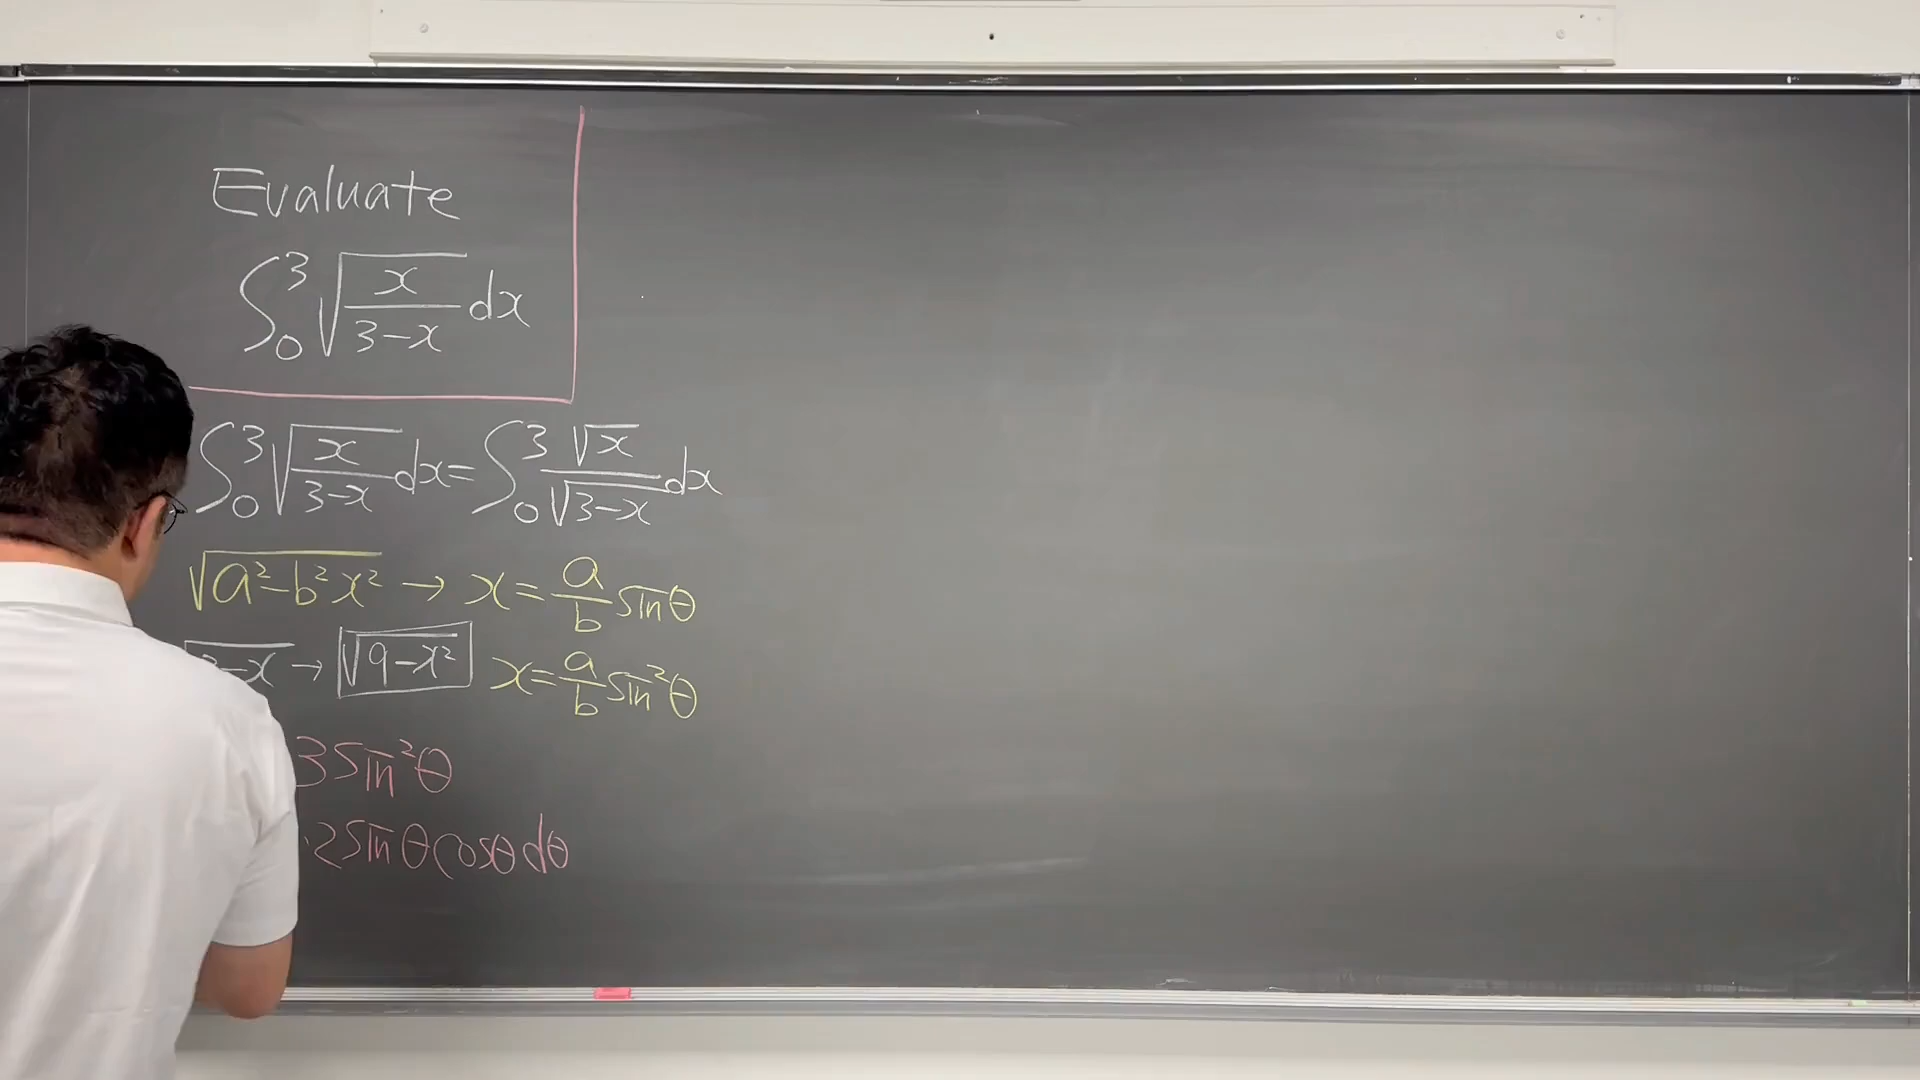 Evaluate
∫₀³ √(x/(3-x)) dx
∫₀³ √(x/(3-x)) dx = ∫₀³ √x/√(3-x) dx
√(a²-b²x²) → x = a/b sinθ
-x → √(9-x²) x = a/b sin²θ
3sin²θ
2sinθcosθdθ